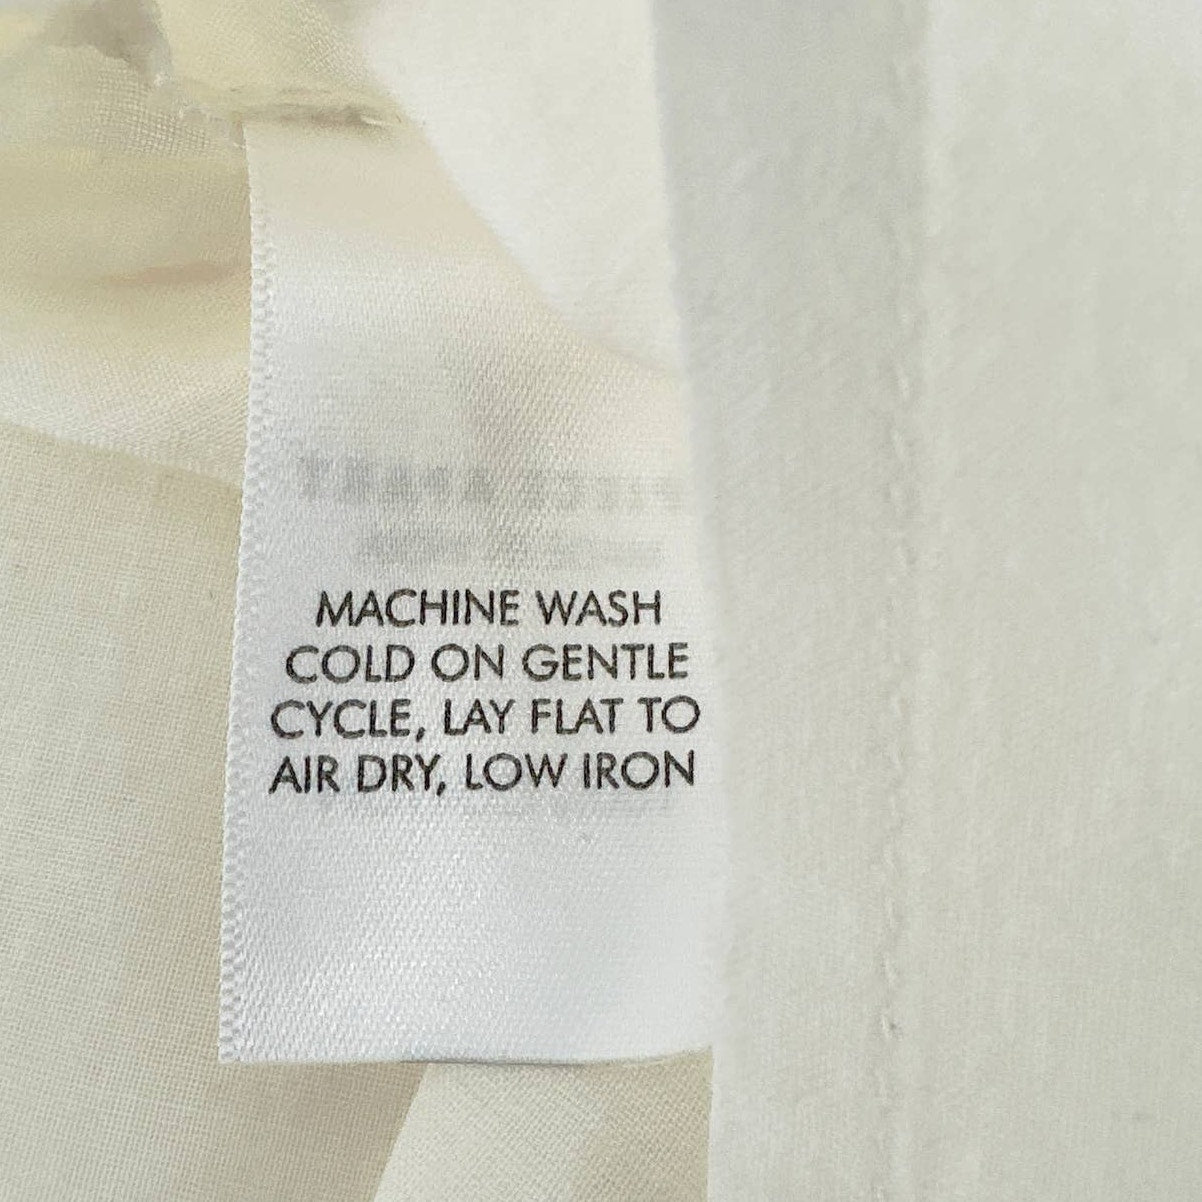 MACHINE WASH
COLD ON GENTLE
CYCLE, LAY FLAT TO
AIR DRY, LOW IRON